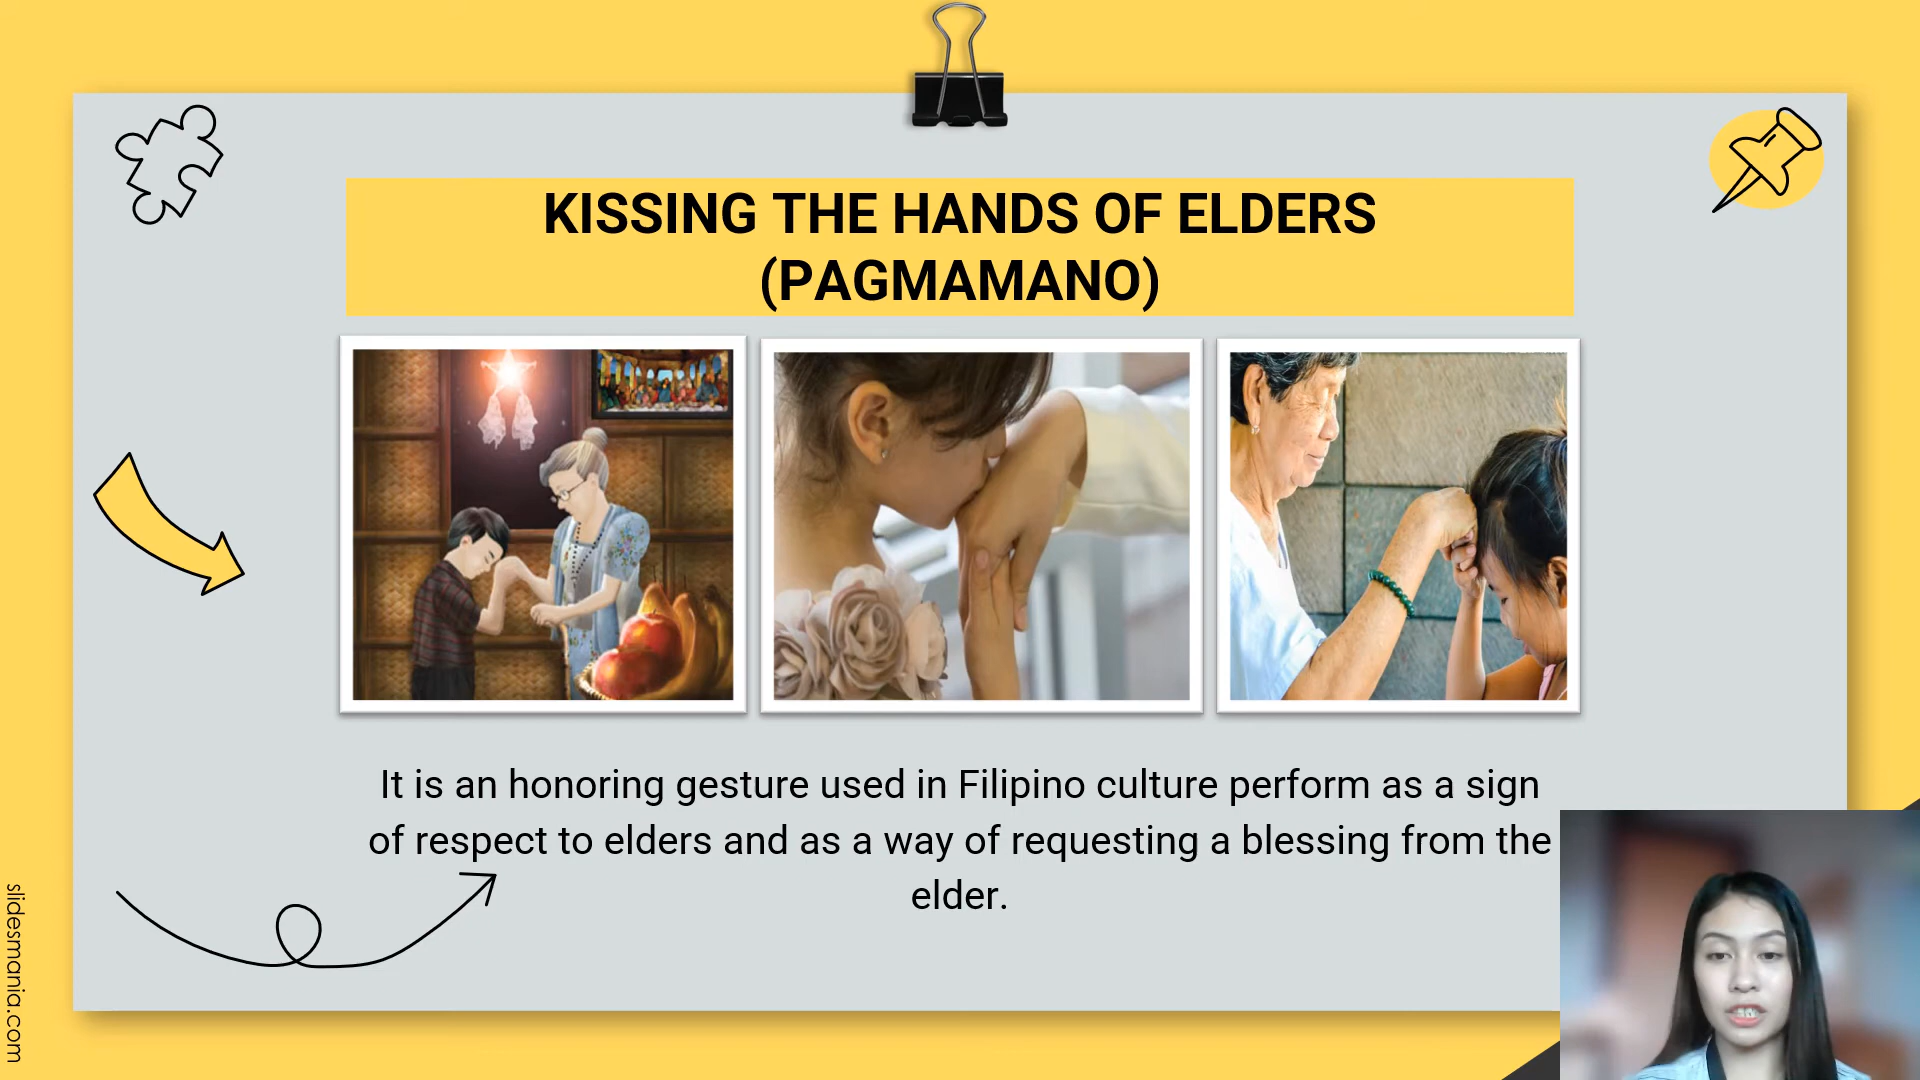 KISSING THE HANDS OF ELDERS
(PAGMAMANO)
It is an honoring gesture used in Filipino culture perform as a sign
of respect to elders and as a way of requesting a blessing from the
elder.
slidesmania.com